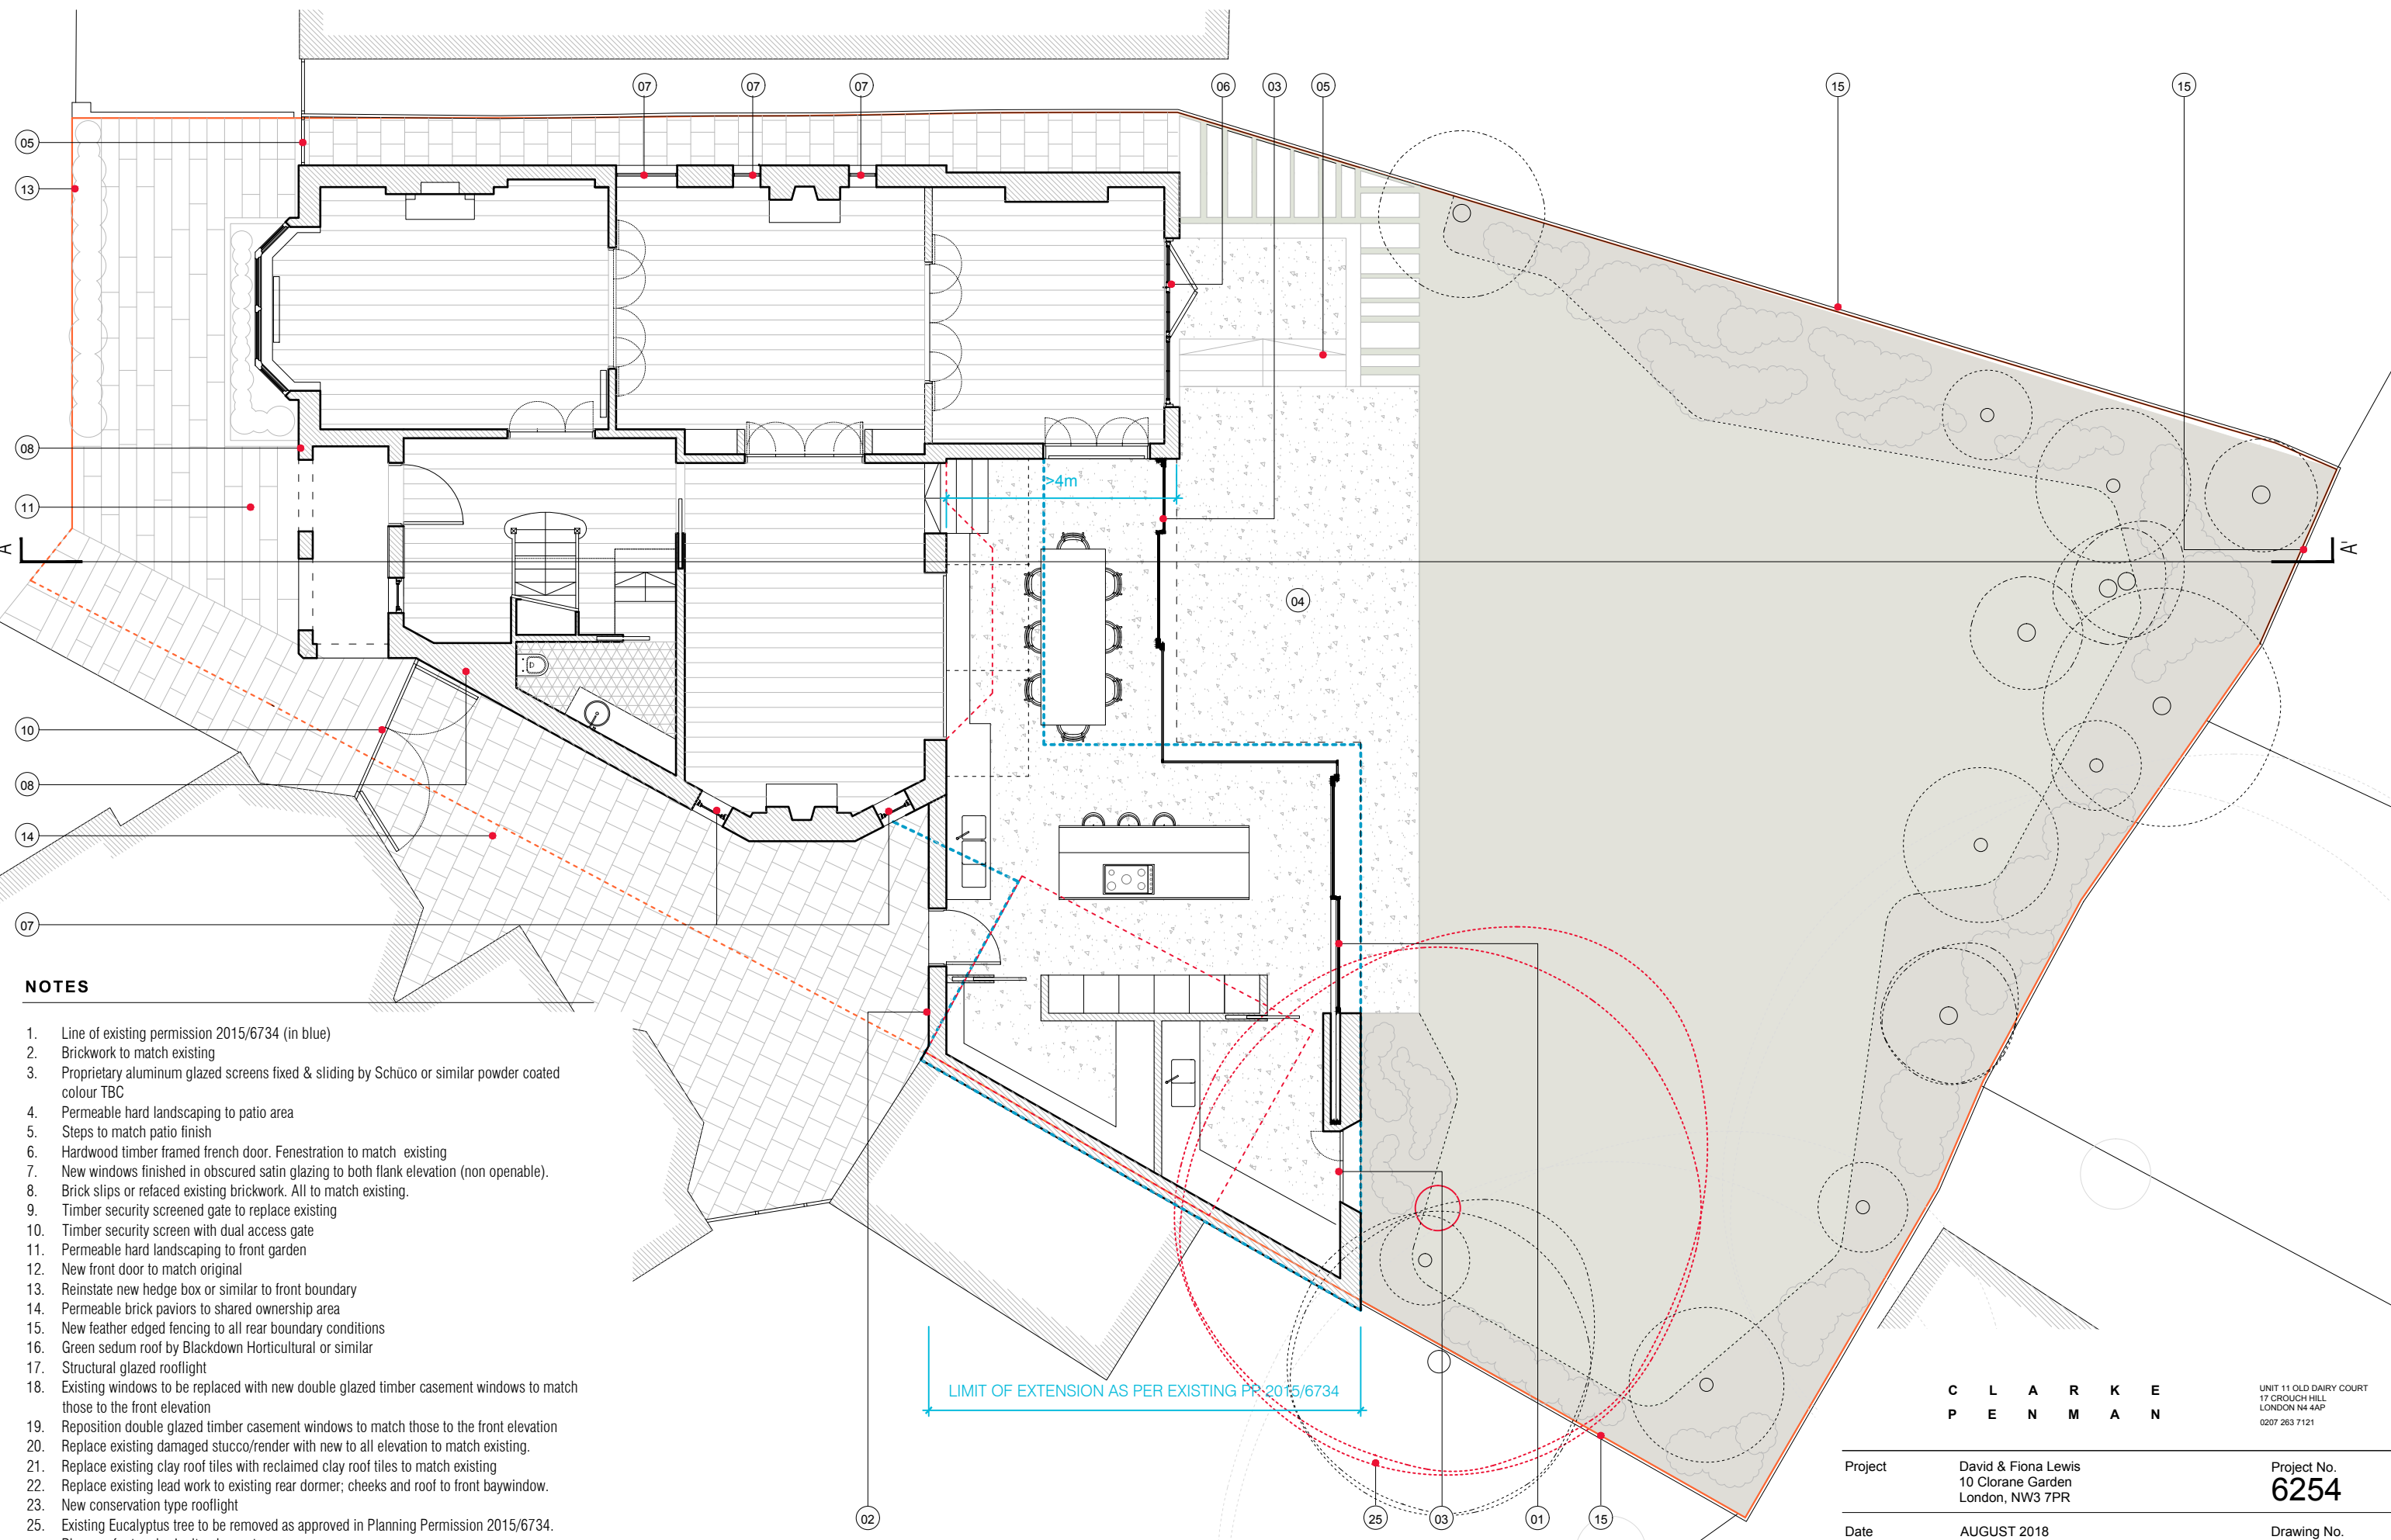 07 07 07 06 03 05 15 15
05
13
08
11
>4m
A A'
04
10
08
14
07
NOTES
1. Line of existing permission 2015/6734 (in blue)
2. Brickwork to match existing
3. Proprietary aluminum glazed screens fixed & sliding by Schüco or similar powder coated
colour TBC
4. Permeable hard landscaping to patio area
5. Steps to match patio finish
6. Hardwood timber framed french door. Fenestration to match existing
7. New windows finished in obscured satin glazing to both flank elevation (non openable).
8. Brick slips or refaced existing brickwork. All to match existing.
9. Timber security screened gate to replace existing
10. Timber security screen with dual access gate
11. Permeable hard landscaping to front garden
12. New front door to match original
13. Reinstate new hedge box or similar to front boundary
14. Permeable brick paviors to shared ownership area
15. New feather edged fencing to all rear boundary conditions
16. Green sedum roof by Blackdown Horticultural or similar
17. Structural glazed rooflight
18. Existing windows to be replaced with new double glazed timber casement windows to match
those to the front elevation
19. Reposition double glazed timber casement windows to match those to the front elevation
20. Replace existing damaged stucco/render with new to all elevation to match existing.
21. Replace existing clay roof tiles with reclaimed clay roof tiles to match existing
22. Replace existing lead work to existing rear dormer; cheeks and roof to front baywindow.
23. New conservation type rooflight
25. Existing Eucalyptus tree to be removed as approved in Planning Permission 2015/6734.
LIMIT OF EXTENSION AS PER EXISTING PP 2015/6734
02 25 03 01 15
CLARKE
PENMAN
UNIT 11 OLD DAIRY COURT
17 CROUCH HILL
LONDON N4 4AP
0207 263 7121
Project David & Fiona Lewis
10 Clorane Garden
London, NW3 7PR
Project No.
6254
Date AUGUST 2018 Drawing No.